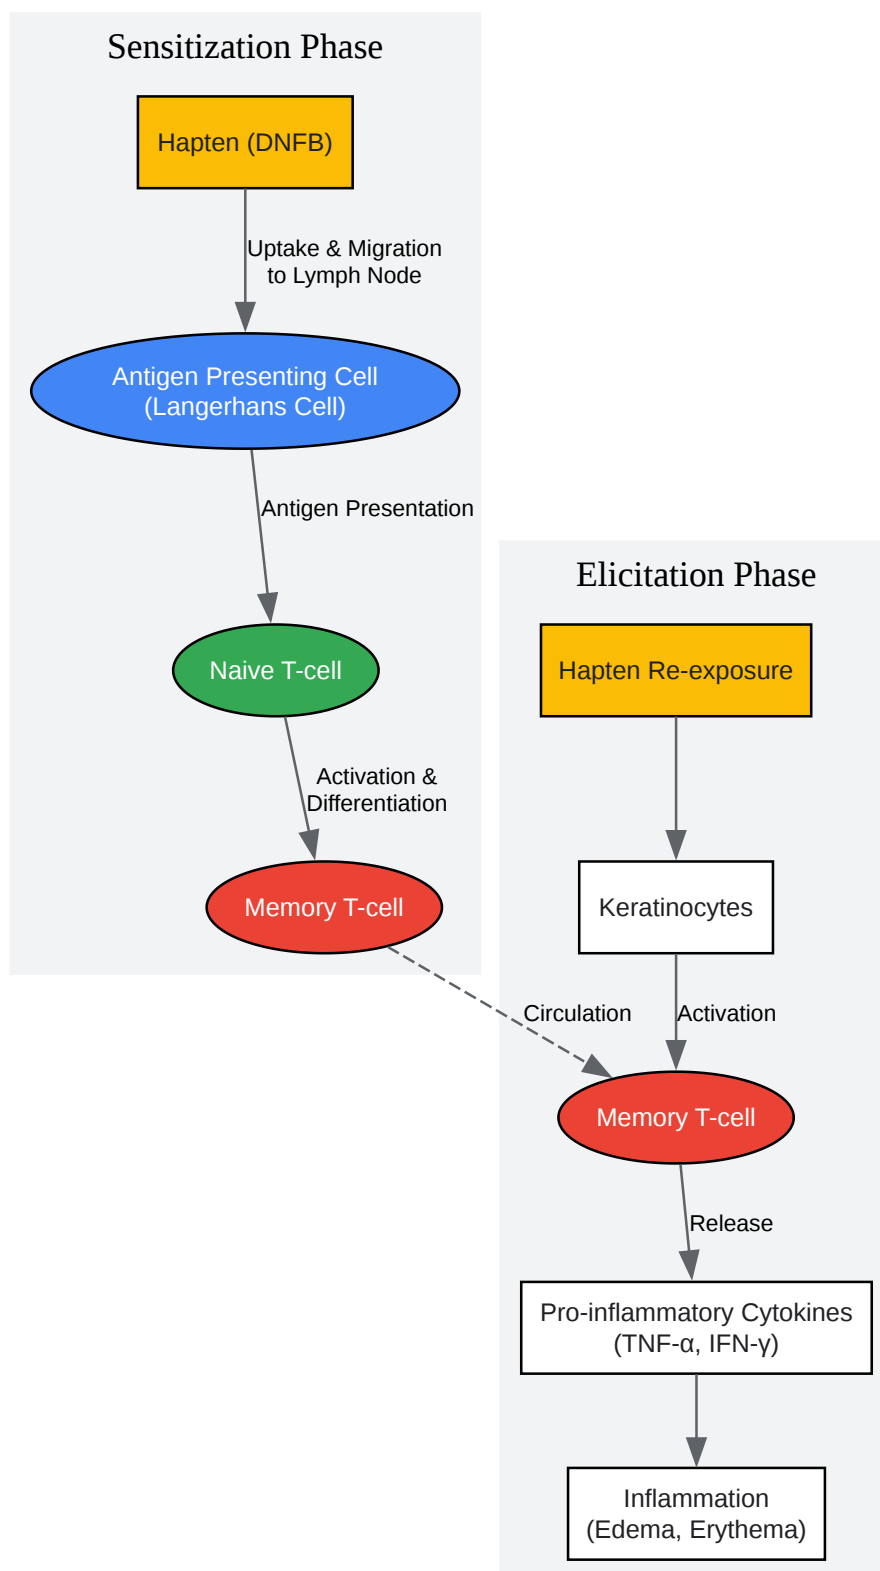 Sensitization Phase
Hapten (DNFB)
Uptake & Migration
to Lymph Node
Antigen Presenting Cell
(Langerhans Cell)
Antigen Presentation
Naive T-cell
Activation &
Differentiation
Memory T-cell
Circulation
Elicitation Phase
Hapten Re-exposure
Keratinocytes
Activation
Memory T-cell
Release
Pro-inflammatory Cytokines
(TNF-α, IFN-γ)
Inflammation
(Edema, Erythema)